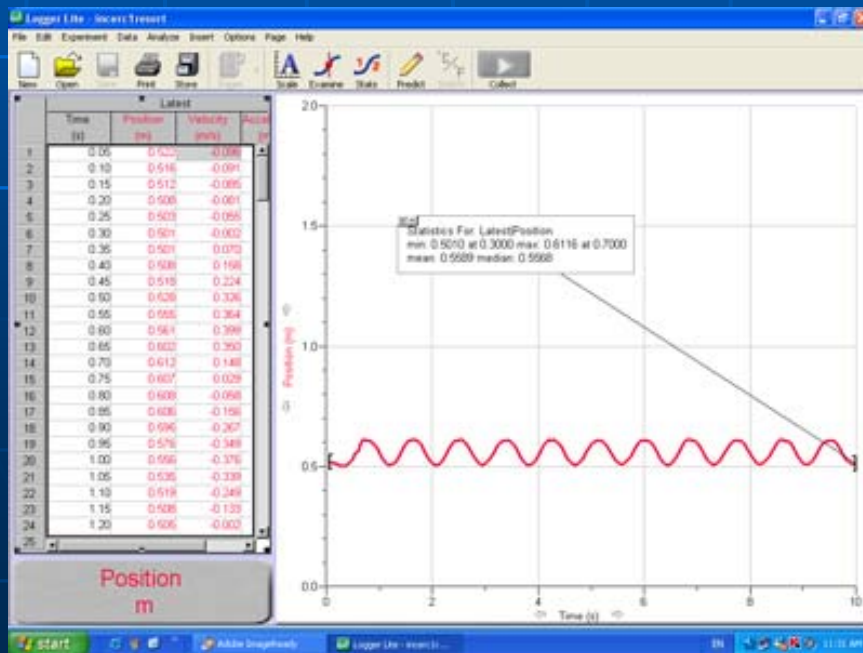 Logger Lite - incerc1resort
File Edit Experiment Data Analyze Insert Options Page Help
New Open Print Store Scale Examine Stats Predict Collect
Latest
Time Position Velocity Accel
(s) (m) (m/s)
1 0.05 0.522
2 0.10 0.516 -0.091
3 0.15 0.512 -0.085
4 0.20 0.508 -0.081
5 0.25 0.503 -0.055
6 0.30 0.501 -0.002
7 0.35 0.501 0.070
8 0.40 0.508 0.156
9 0.45 0.518 0.224
10 0.50 0.528 0.326
11 0.55 0.555 0.364
12 0.60 0.561 0.399
13 0.65 0.602 0.350
14 0.70 0.612 0.148
15 0.75 0.607 0.029
16 0.80 0.608 -0.058
17 0.85 0.606 -0.156
18 0.90 0.596 -0.267
19 0.95 0.576 -0.349
20 1.00 0.556 -0.376
21 1.05 0.535 -0.339
22 1.10 0.519 -0.249
23 1.15 0.508 -0.133
24 1.20 0.505 -0.002
25
Position
m
2.0
1.5
Statistics For: Latest|Position
min: 0.5010 at 0.3000 max: 0.6116 at 0.7000
mean: 0.5589 median: 0.5568
1.0
Position (m)
0.5
0.0
0 2 4 6 8 10
Time (s)
start Adobe ImageReady Logger Lite - incerc1r... EN 11:31 AM